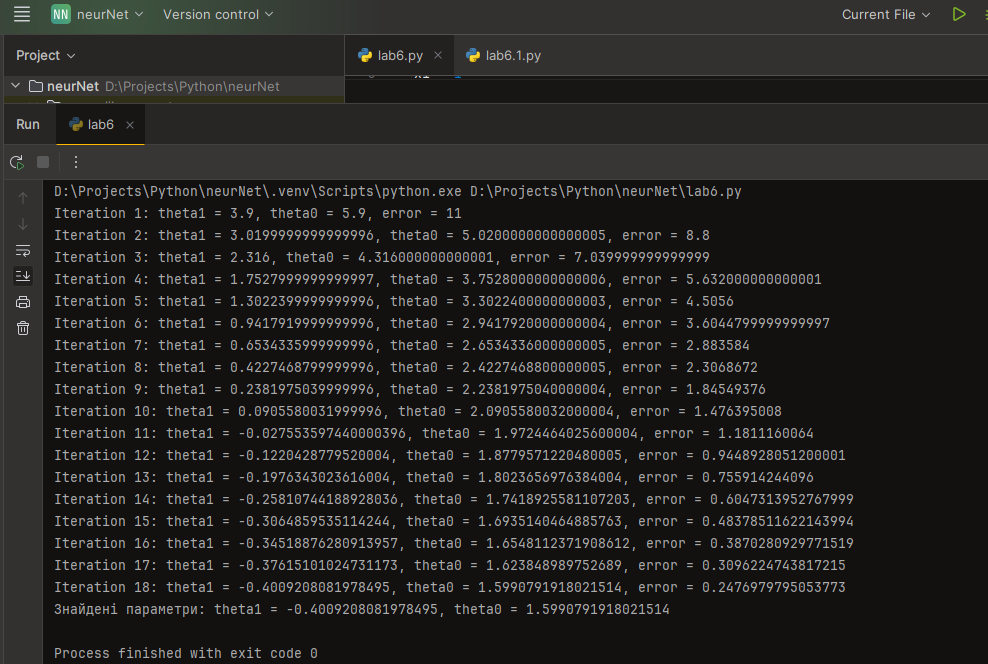 NN neurNet Version control Current File
Project lab6.py lab6.1.py
neurNet D:\Projects\Python\neurNet
Run lab6
D:\Projects\Python\neurNet\.venv\Scripts\python.exe D:\Projects\Python\neurNet\lab6.py
Iteration 1: theta1 = 3.9, theta0 = 5.9, error = 11
Iteration 2: theta1 = 3.0199999999999996, theta0 = 5.0200000000000005, error = 8.8
Iteration 3: theta1 = 2.316, theta0 = 4.316000000000001, error = 7.039999999999999
Iteration 4: theta1 = 1.7527999999999997, theta0 = 3.7528000000000006, error = 5.632000000000001
Iteration 5: theta1 = 1.3022399999999996, theta0 = 3.3022400000000003, error = 4.5056
Iteration 6: theta1 = 0.9417919999999996, theta0 = 2.9417920000000004, error = 3.6044799999999997
Iteration 7: theta1 = 0.6534335999999996, theta0 = 2.6534336000000005, error = 2.883584
Iteration 8: theta1 = 0.4227468799999996, theta0 = 2.4227468800000005, error = 2.3068672
Iteration 9: theta1 = 0.2381975039999996, theta0 = 2.2381975040000004, error = 1.84549376
Iteration 10: theta1 = 0.0905580031999996, theta0 = 2.0905580032000004, error = 1.476395008
Iteration 11: theta1 = -0.027553597440000396, theta0 = 1.9724464025600004, error = 1.1811160064
Iteration 12: theta1 = -0.1220428779520004, theta0 = 1.8779571220480005, error = 0.9448928051200001
Iteration 13: theta1 = -0.1976343023616004, theta0 = 1.8023656976384004, error = 0.755914244096
Iteration 14: theta1 = -0.25810744188928036, theta0 = 1.7418925581107203, error = 0.6047313952767999
Iteration 15: theta1 = -0.3064859535114244, theta0 = 1.6935140464885763, error = 0.48378511622143994
Iteration 16: theta1 = -0.34518876280913957, theta0 = 1.6548112371908612, error = 0.3870280929771519
Iteration 17: theta1 = -0.37615101024731173, theta0 = 1.623848989752689, error = 0.3096224743817215
Iteration 18: theta1 = -0.4009208081978495, theta0 = 1.5990791918021514, error = 0.2476979795053773
Знайдені параметри: theta1 = -0.4009208081978495, theta0 = 1.5990791918021514
Process finished with exit code 0